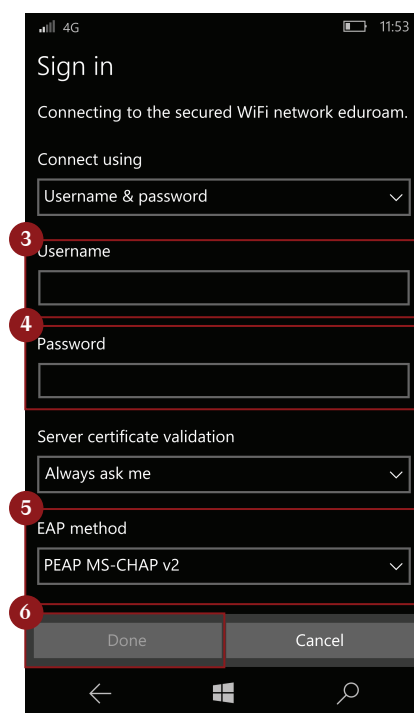 4G 11:53
Sign in
Connecting to the secured WiFi network eduroam.
Connect using
Username & password
3
Username
4
Password
Server certificate validation
Always ask me
5
EAP method
PEAP MS-CHAP v2
6
Done Cancel